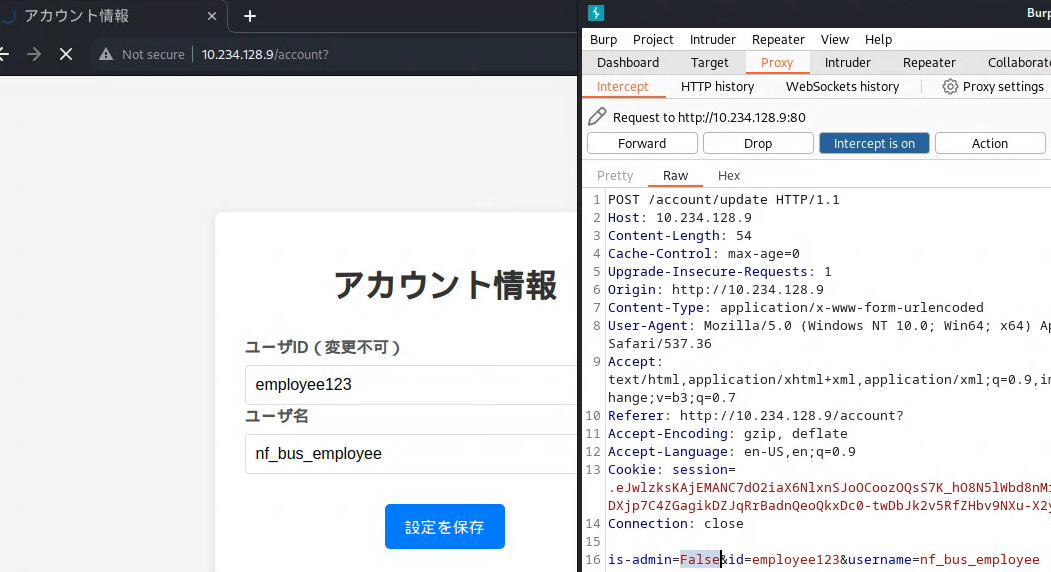 アカウント情報
Not secure
10.234.128.9/account?
アカウント情報
ユーザID（変更不可）
employee123
ユーザ名
nf_bus_employee
設定を保存
Burp
Burp Project Intruder Repeater View Help
Dashboard Target Proxy Intruder Repeater Collaborato
Intercept HTTP history WebSockets history Proxy settings
Request to http://10.234.128.9:80
Forward Drop Intercept is on Action
Pretty Raw Hex
1 POST /account/update HTTP/1.1
2 Host: 10.234.128.9
3 Content-Length: 54
4 Cache-Control: max-age=0
5 Upgrade-Insecure-Requests: 1
6 Origin: http://10.234.128.9
7 Content-Type: application/x-www-form-urlencoded
8 User-Agent: Mozilla/5.0 (Windows NT 10.0; Win64; x64) Ap
Safari/537.36
9 Accept:
text/html,application/xhtml+xml,application/xml;q=0.9,im
hange;v=b3;q=0.7
10 Referer: http://10.234.128.9/account?
11 Accept-Encoding: gzip, deflate
12 Accept-Language: en-US,en;q=0.9
13 Cookie: session=
14 Connection: close
15
16 is-admin=False&id=employee123&username=nf_bus_employee